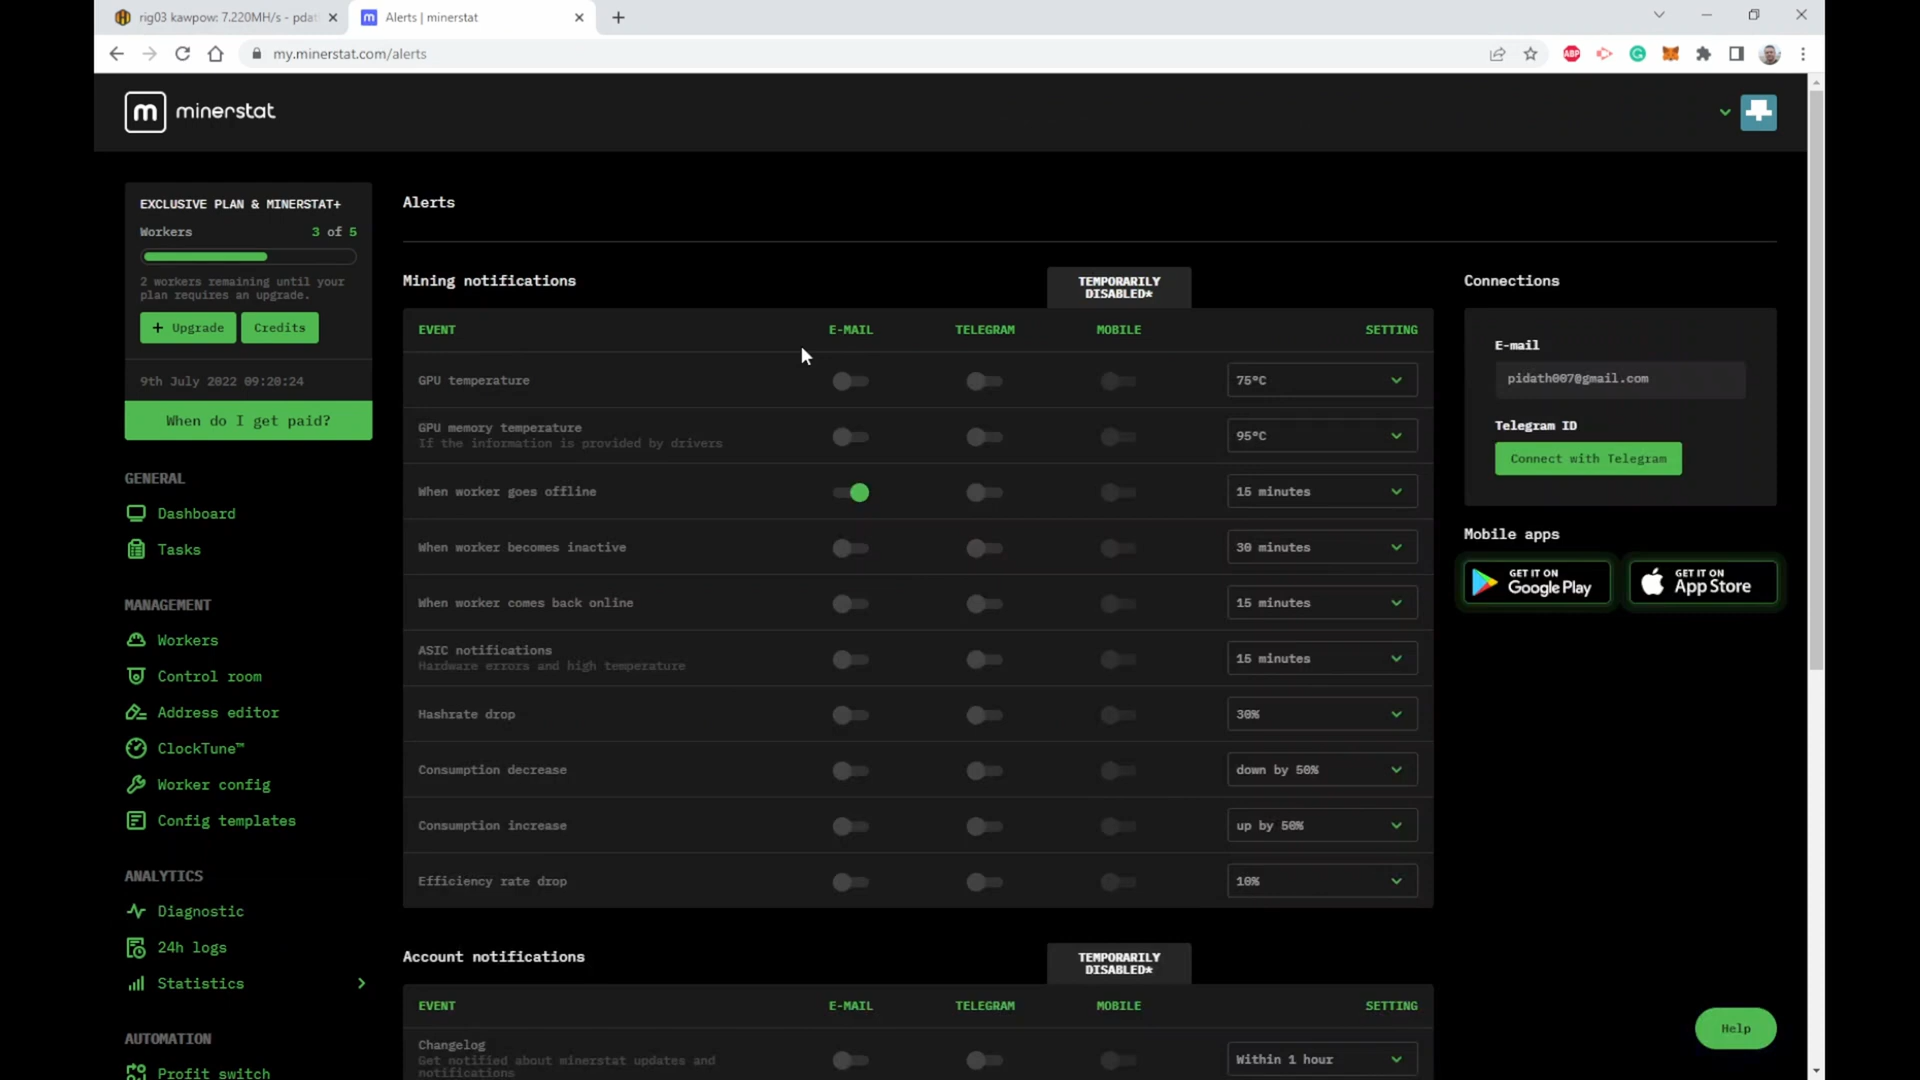 rig03 kawpow: 7.220MH/s - pdat
Alerts | minerstat
my.minerstat.com/alerts
ABP
m minerstat
EXCLUSIVE PLAN & MINERSTAT+
Workers 3 of 5
2 workers remaining until your
plan requires an upgrade.
+ Upgrade Credits
9th July 2022 09:20:24
When do I get paid?
GENERAL
Dashboard
Tasks
MANAGEMENT
Workers
Control room
Address editor
ClockTune™
Worker config
Config templates
ANALYTICS
Diagnostic
24h logs
Statistics
AUTOMATION
Profit switch
Alerts
Mining notifications
TEMPORARILY
DISABLED*
EVENT E-MAIL TELEGRAM MOBILE SETTING
GPU temperature 75°C
GPU memory temperature
If the information is provided by drivers
95°C
When worker goes offline 15 minutes
When worker becomes inactive 30 minutes
When worker comes back online 15 minutes
ASIC notifications
Hardware errors and high temperature
15 minutes
Hashrate drop 30%
Consumption decrease down by 50%
Consumption increase up by 50%
Efficiency rate drop 10%
Account notifications
TEMPORARILY
DISABLED*
EVENT E-MAIL TELEGRAM MOBILE SETTING
Changelog
Get notified about minerstat updates and
notifications
Within 1 hour
Connections
E-mail
pidath007@gmail.com
Telegram ID
Connect with Telegram
Mobile apps
GET IT ON
Google Play
GET IT ON
App Store
Help